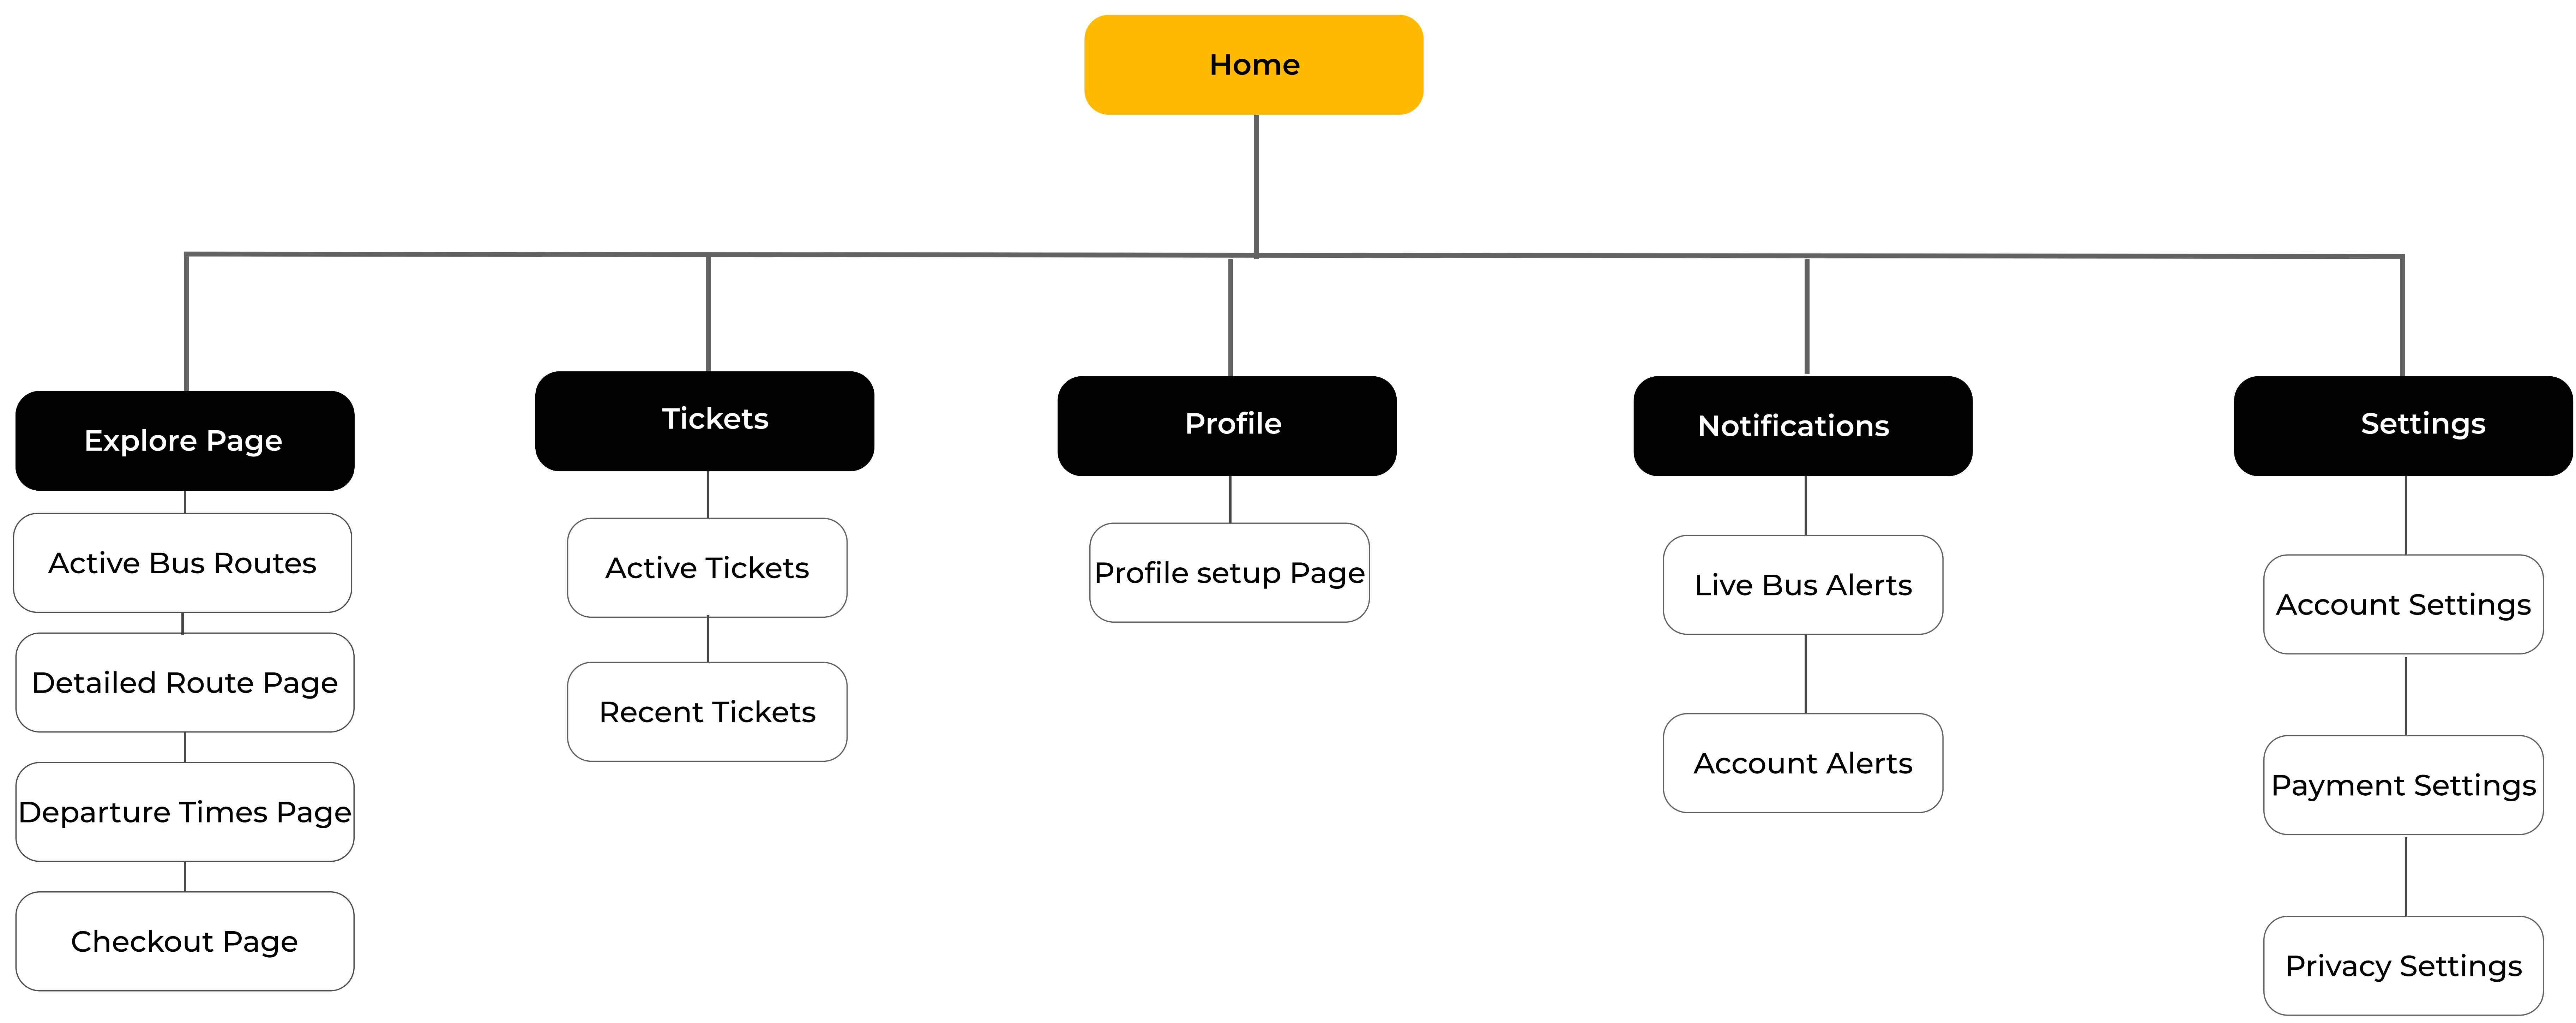 Home
Explore Page
Tickets
Profile
Notifications
Settings
Active Bus Routes
Detailed Route Page
Departure Times Page
Checkout Page
Active Tickets
Recent Tickets
Profile setup Page
Live Bus Alerts
Account Alerts
Account Settings
Payment Settings
Privacy Settings